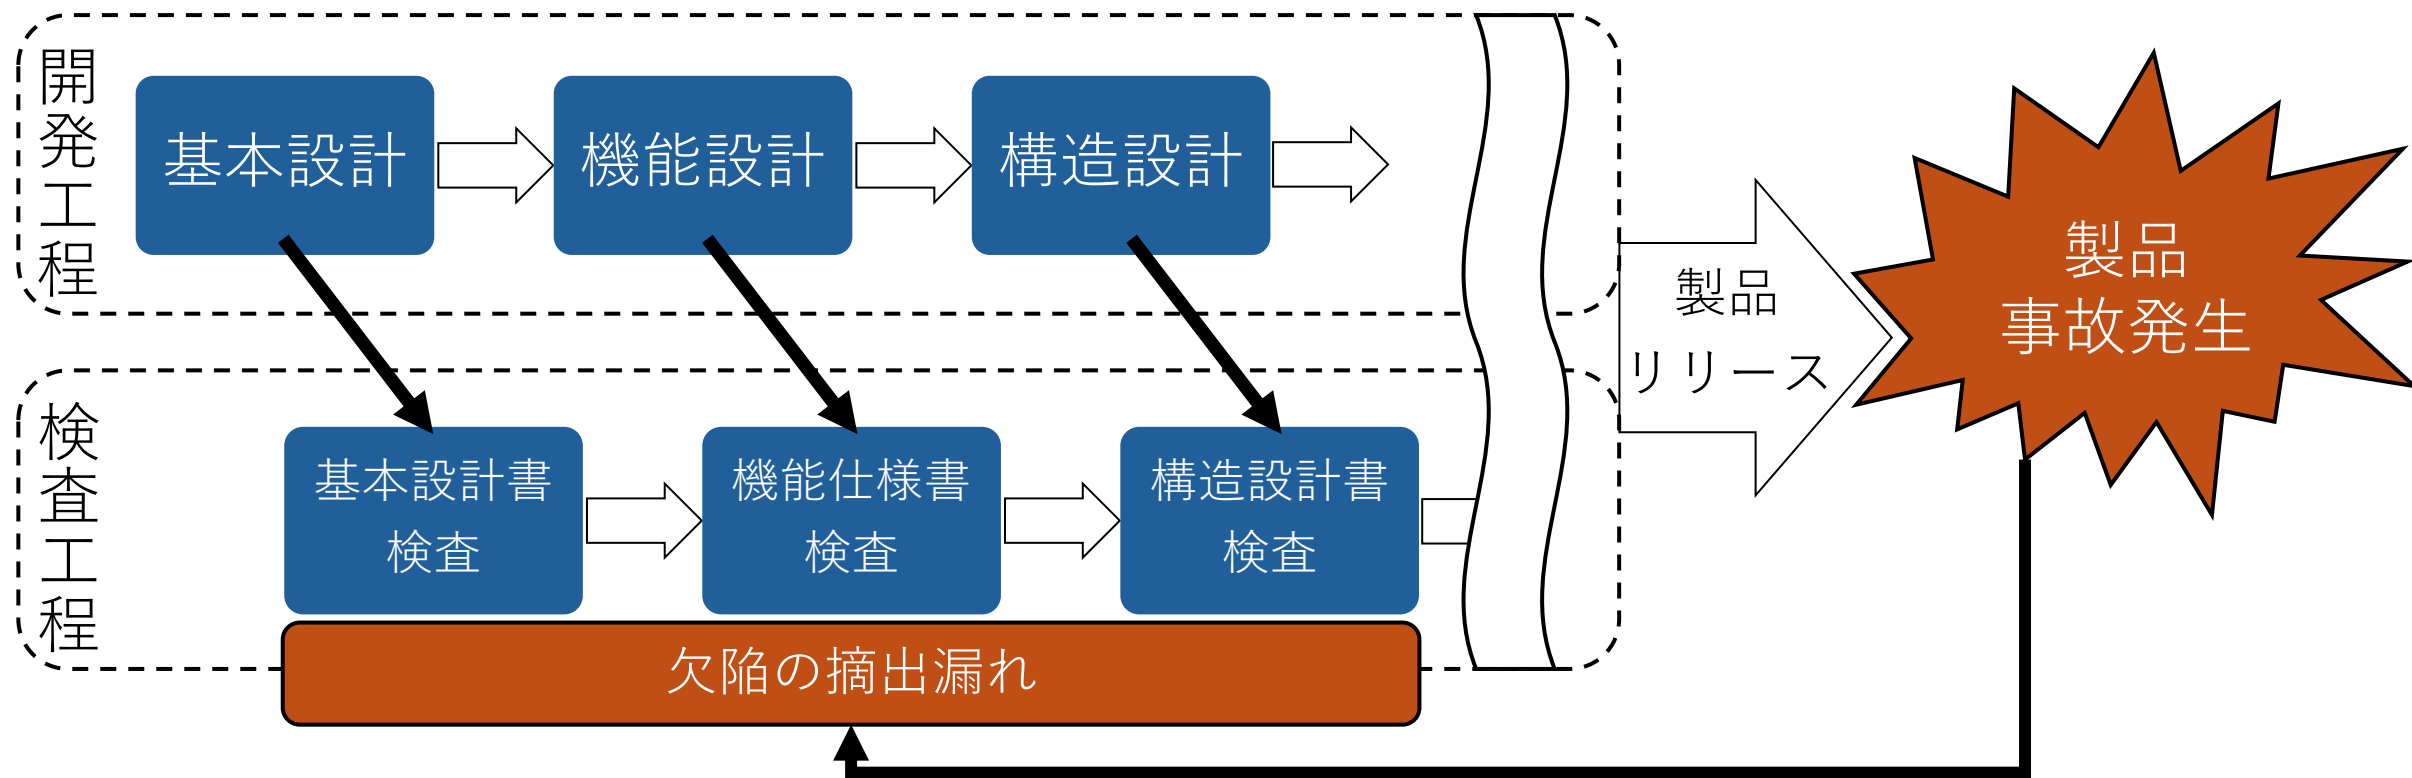 開発工程
基本設計
機能設計
構造設計
製品
リリース
製品
事故発生
検査工程
基本設計書
検査
機能仕様書
検査
構造設計書
検査
欠陥の摘出漏れ